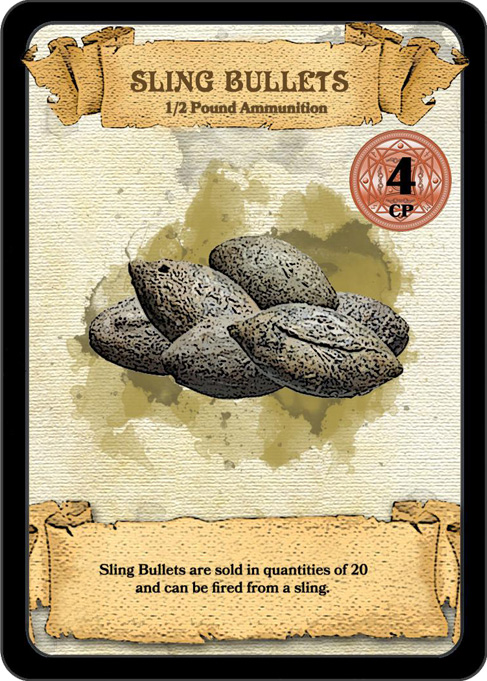 SLING BULLETS
1/2 Pound Ammunition
4
CP
Sling Bullets are sold in quantities of 20
and can be fired from a sling.